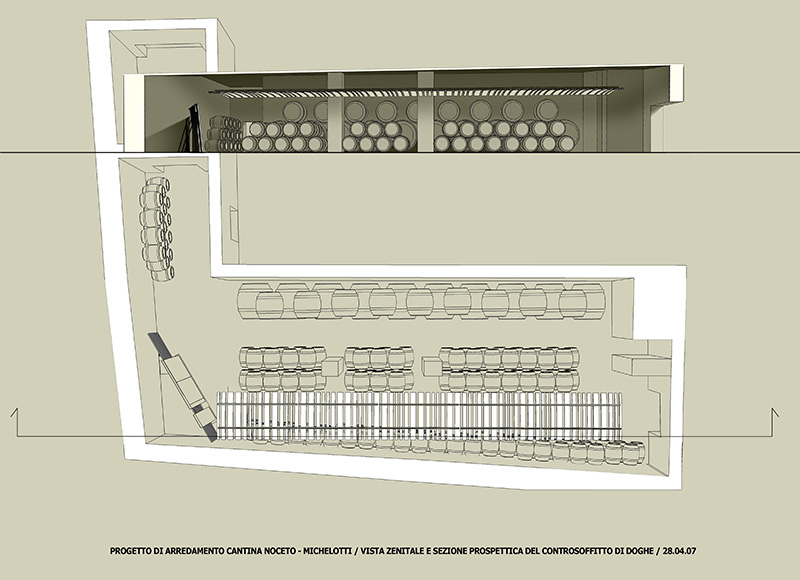 PROGETTO DI ARREDAMENTO CANTINA NOCETO - MICHELOTTI / VISTA ZENITALE E SEZIONE PROSPETTICA DEL CONTROSOFFITTO DI DOGHE / 28.04.07